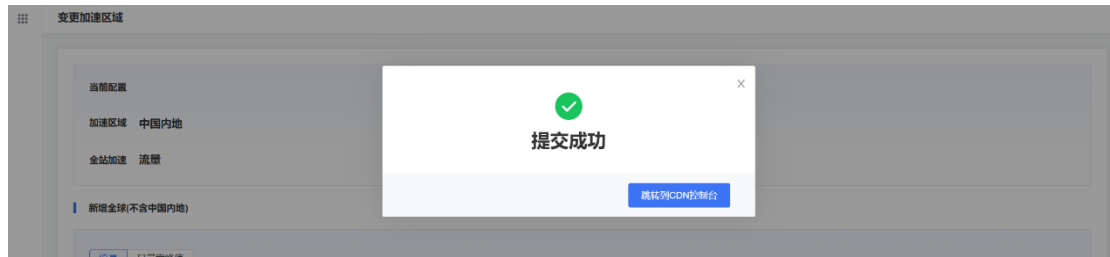 变更加速区域
当前配置
加速区域 中国内地
全站加速 流量
新增全球(不含中国内地)
X
提交成功
跳转到CDN控制台